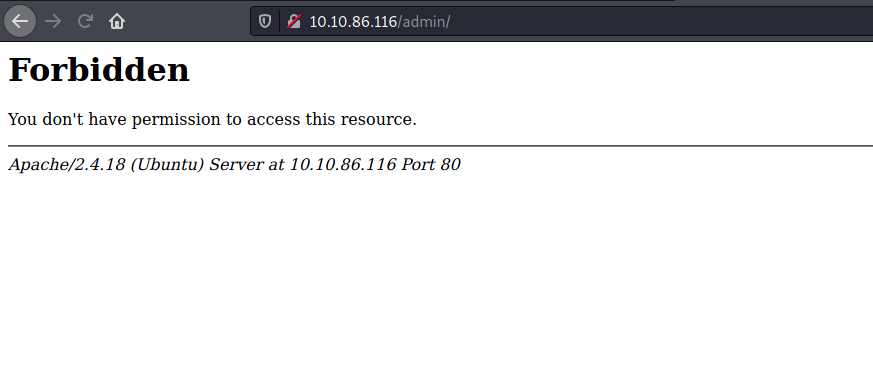 10.10.86.116/admin/
Forbidden
You don't have permission to access this resource.
Apache/2.4.18 (Ubuntu) Server at 10.10.86.116 Port 80